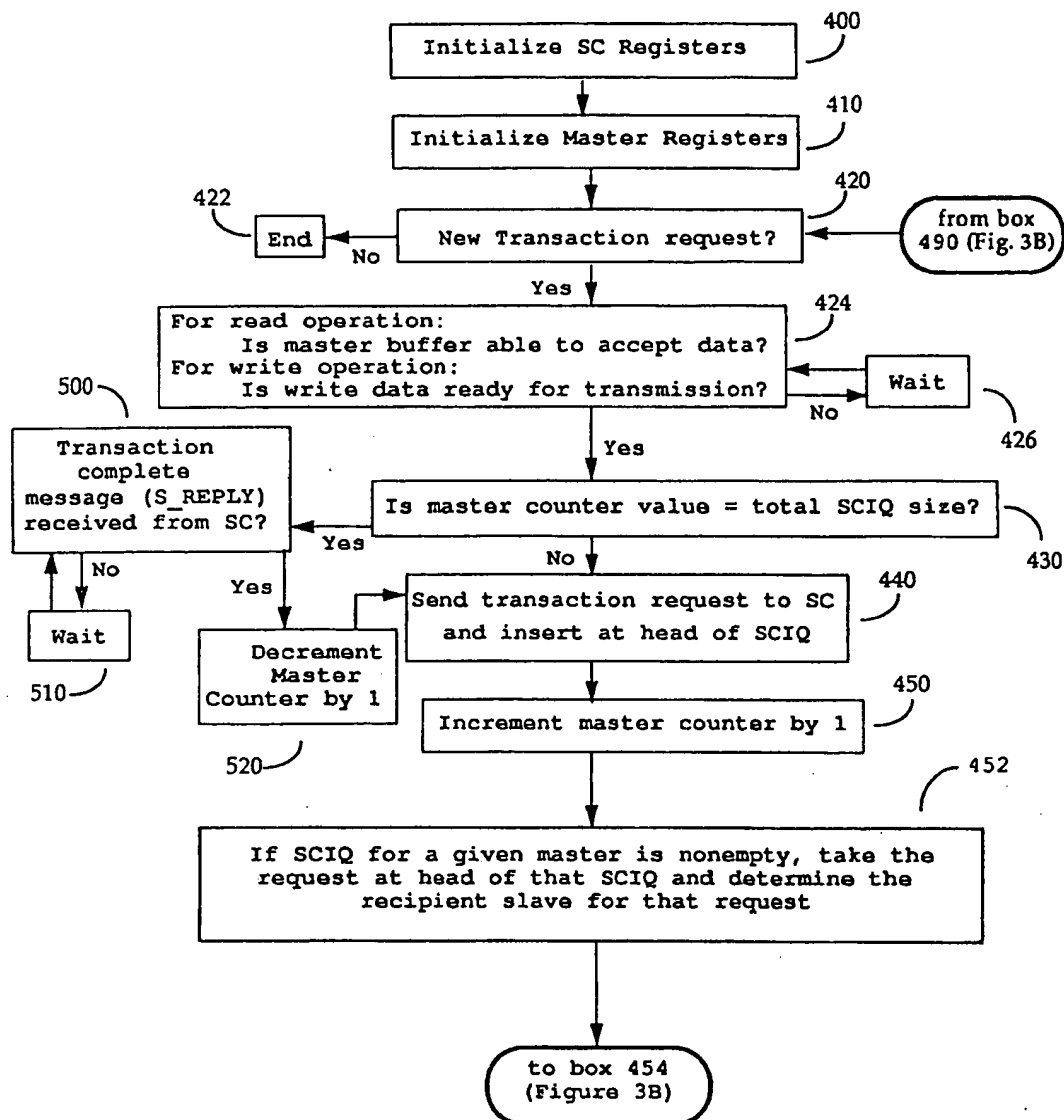 400
Initialize SC Registers
410
Initialize Master Registers
420
422
New Transaction request?
End
No
from box
490 (Fig. 3B)
Yes
424
For read operation:
Is master buffer able to accept data?
For write operation:
Is write data ready for transmission?
No
Wait
426
500
Transaction
complete
message (S_REPLY)
received from SC?
Yes
Is master counter value = total SCIQ size?
430
Yes
No
No
Yes
Wait
510
440
Send transaction request to SC
and insert at head of SCIQ
Decrement
Master
Counter by 1
520
450
Increment master counter by 1
452
If SCIQ for a given master is nonempty, take the
request at head of that SCIQ and determine the
recipient slave for that request
to box 454
(Figure 3B)